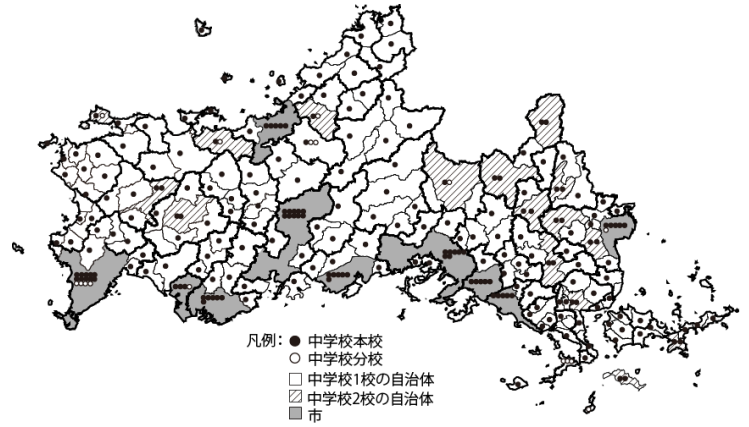 凡例： ● 中学校本校
○ 中学校分校
中学校1校の自治体
中学校2校の自治体
市